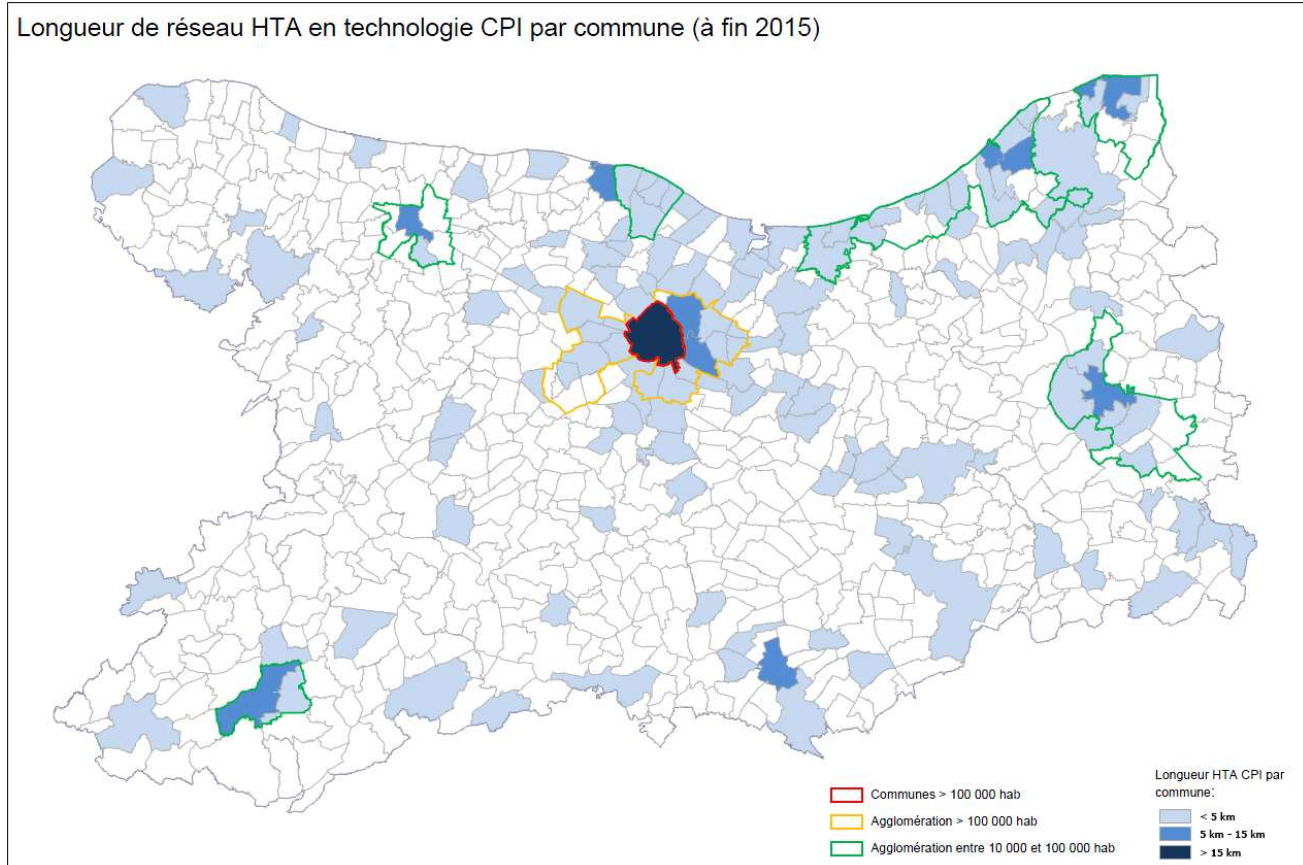 Longueur de réseau HTA en technologie CPI par commune (à fin 2015)
Communes > 100 000 hab
Agglomération > 100 000 hab
Agglomération entre 10 000 et 100 000 hab
Longueur HTA CPI par
commune:
< 5 km
5 km - 15 km
> 15 km